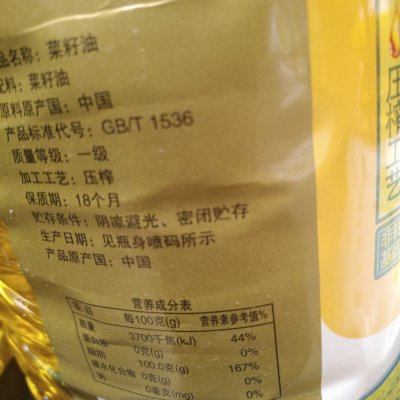 品名称：菜籽油
配料：菜籽油
原料原产国：中国
产品标准代号：GB/T 1536
质量等级：一级
加工工艺：压榨
保质期：18个月
贮存条件：阴凉避光、密闭贮存
生产日期：见瓶身喷码所示
产品原产国：中国
营养成分表
项目 每100克(g) 营养素参考值%
能量 3700千焦(kJ) 44%
蛋白质 0克(g) 0%
脂肪 100.0克(g) 167%
碳水化合物 0克(g) 0%
钠 0毫克(mg) 0%
压榨工艺
非转
基因